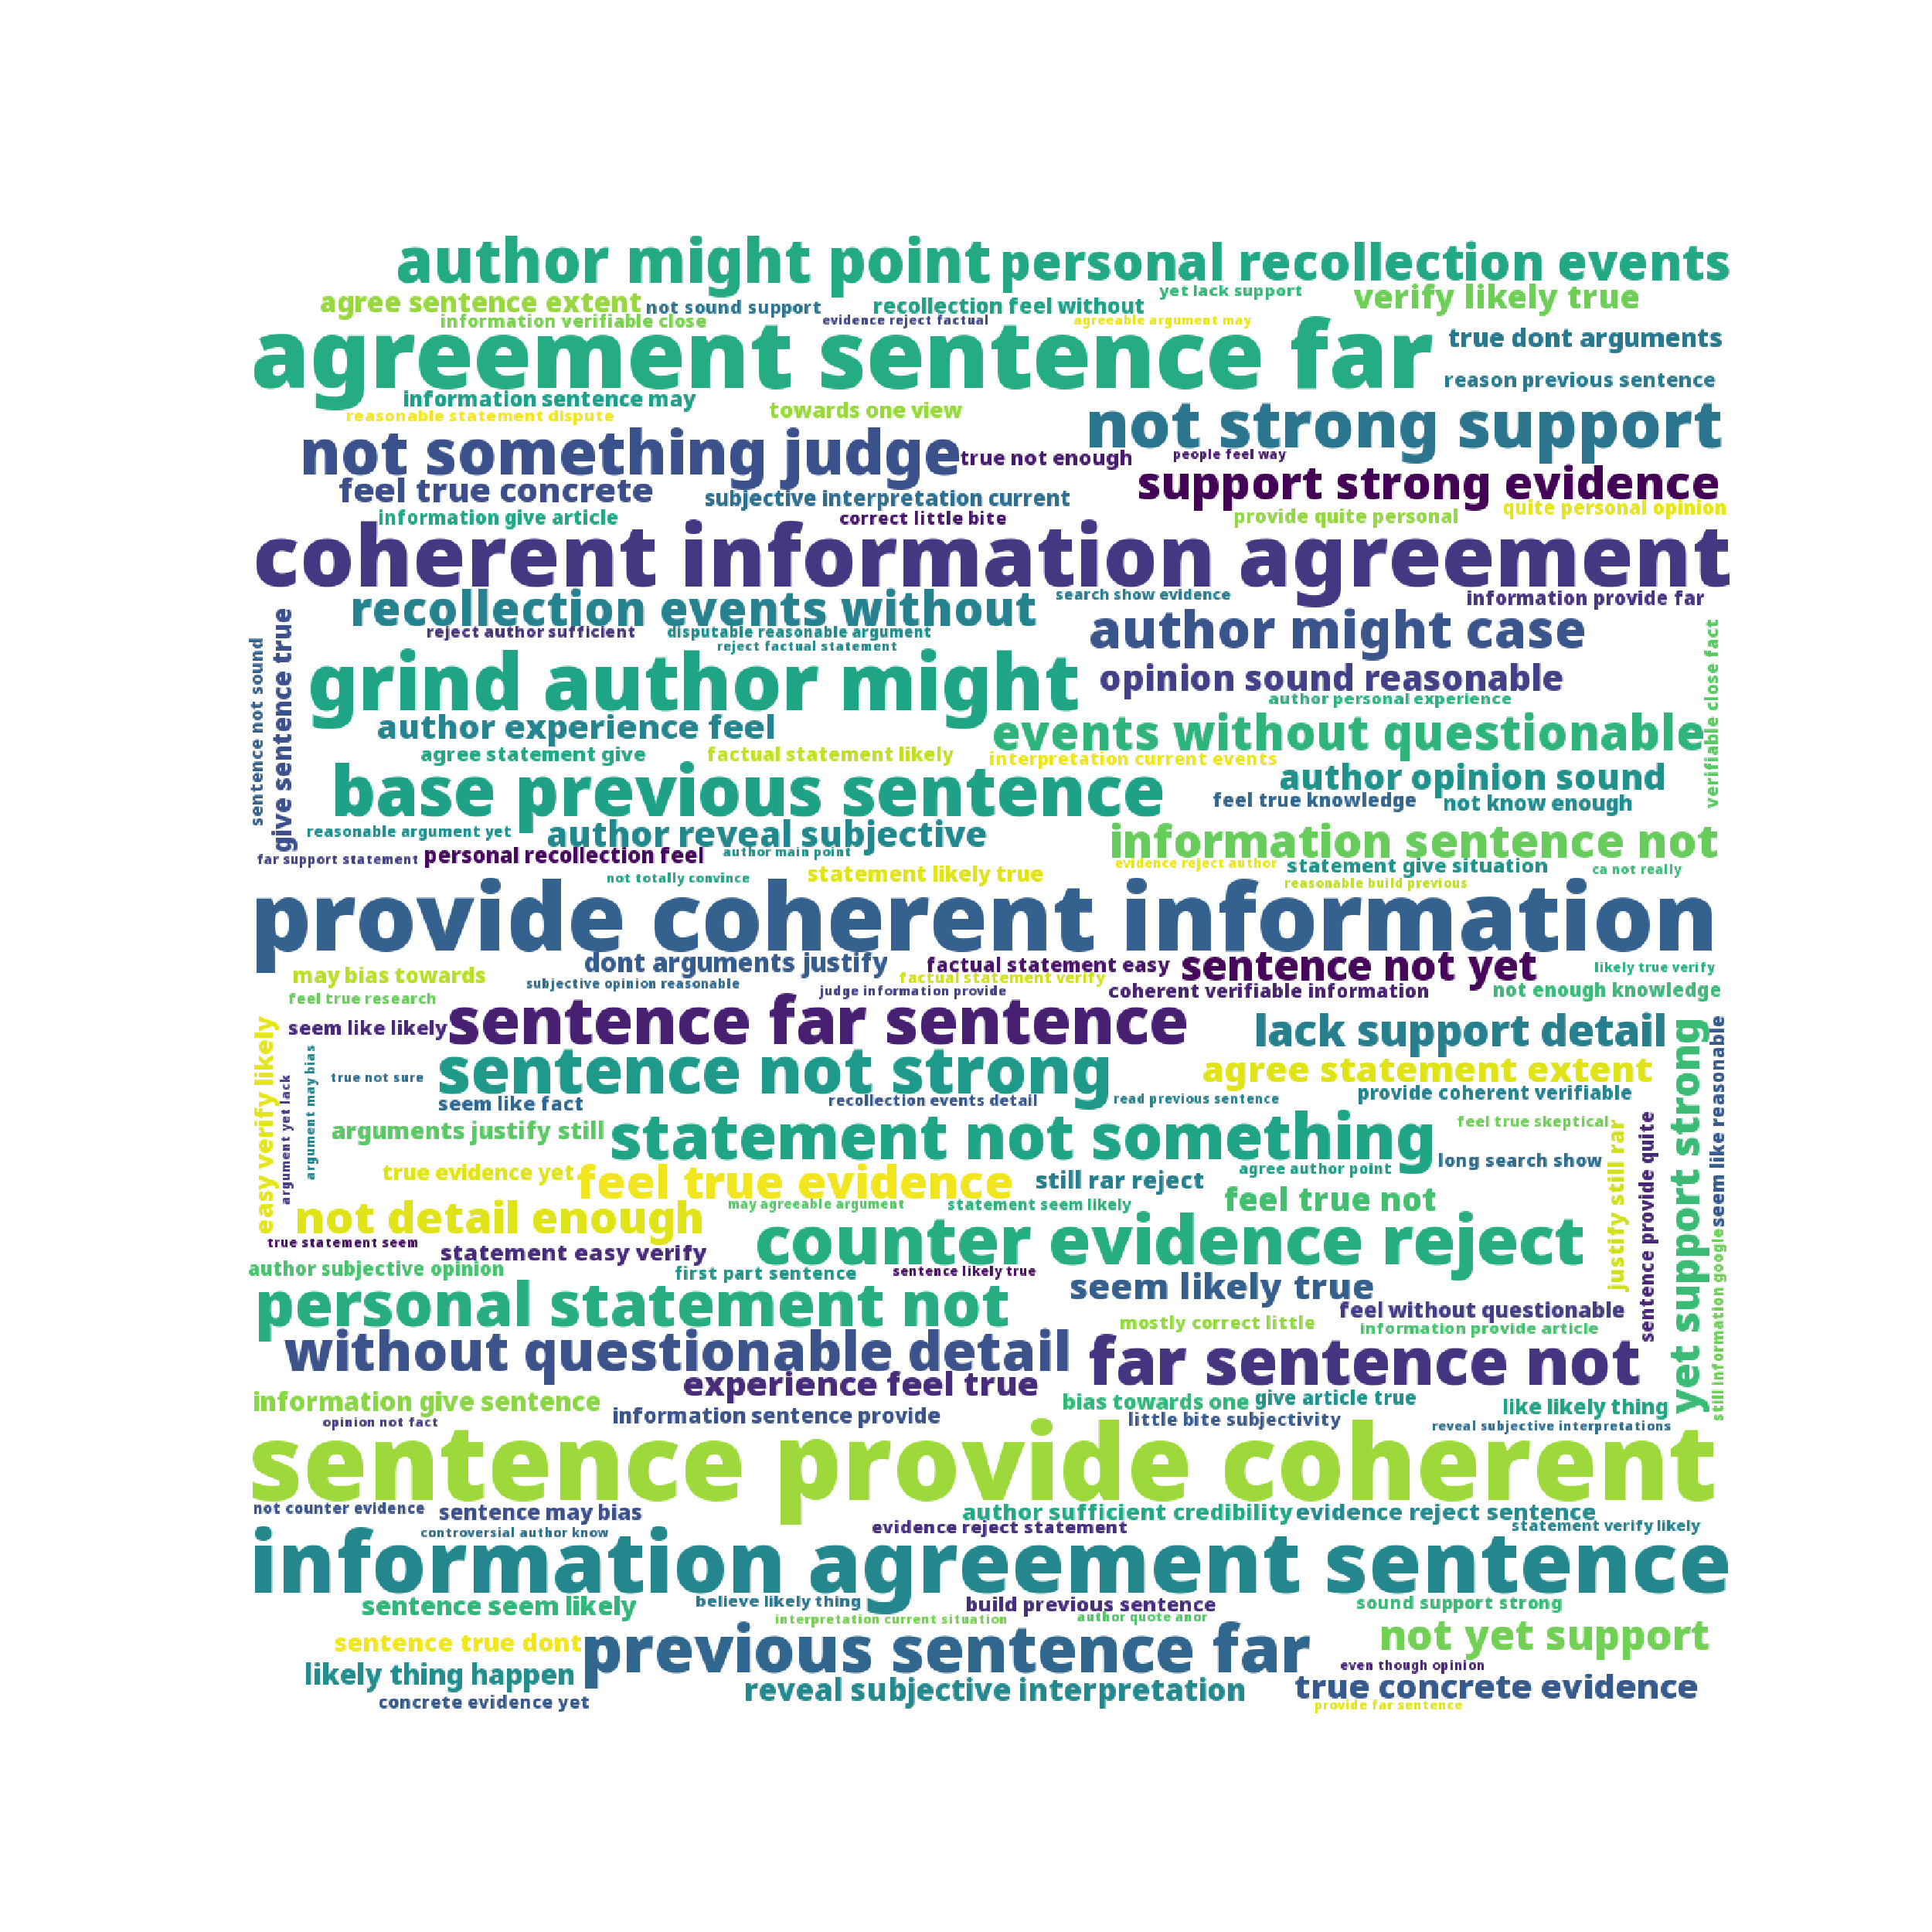 author might point personal recollection events
agree sentence extent not sound support recollection feel without yet lack support verify likely true
information verifiable close evidence reject factual agreeable argument may
agreement sentence far true dont arguments
reason previous sentence
information sentence may towards one view
reasonable statement dispute
not strong support
not something judge true not enough people feel way
feel true concrete subjective interpretation current support strong evidence
quite personal opinion
information give article correct little bite provide quite personal
coherent information agreement
recollection events without search show evidence information provide far
reject author sufficient disputable reasonable argument author might case
reject factual statement
grind author might opinion sound reasonable
author personal experience
author experience feel events without questionable
agree statement give factual statement likely interpretation current events
base previous sentence author opinion sound
feel true knowledge not know enough
reasonable argument yet author reveal subjective information sentence not
far support statement personal recollection feel author main point evidence reject author statement give situation ca not really
not totally convince statement likely true reasonable build previous
sentence not sound
give sentence true
verifiable close fact
provide coherent information
dont arguments justify factual statement easy sentence not yet likely true verify
may bias towards subjective opinion reasonable factual statement verify
feel true research judge information provide coherent verifiable information not enough knowledge
seem like likely sentence far sentence lack support detail
true not sure sentence not strong agree statement extent
seem like fact recollection events detail read previous sentence provide coherent verifiable
arguments justify still statement not something feel true skeptical
true evidence yet feel true evidence still rar reject agree author point long search show
not detail enough may agreeable argument statement seem likely feel true not
true statement seem statement easy verify counter evidence reject
author subjective opinion first part sentence sentence likely true
personal statement not seem likely true
feel without questionable
mostly correct little information provide article
without questionable detail far sentence not
experience feel true
easy verify likely
argument yet lack
argument may bias
justify still rar
sentence provide quite
yet support strong
seem like reasonable
still information google
information give sentence information sentence provide bias towards one give article true like likely thing
opinion not fact little bite subjectivity reveal subjective interpretations
sentence provide coherent
not counter evidence sentence may bias author sufficient credibility evidence reject sentence
controversial author know evidence reject statement statement verify likely
information agreement sentence
sentence seem likely believe likely thing build previous sentence sound support strong
interpretation current situation author quote anor
sentence true dont previous sentence far not yet support
likely thing happen even though opinion
concrete evidence yet reveal subjective interpretation true concrete evidence
provide far sentence